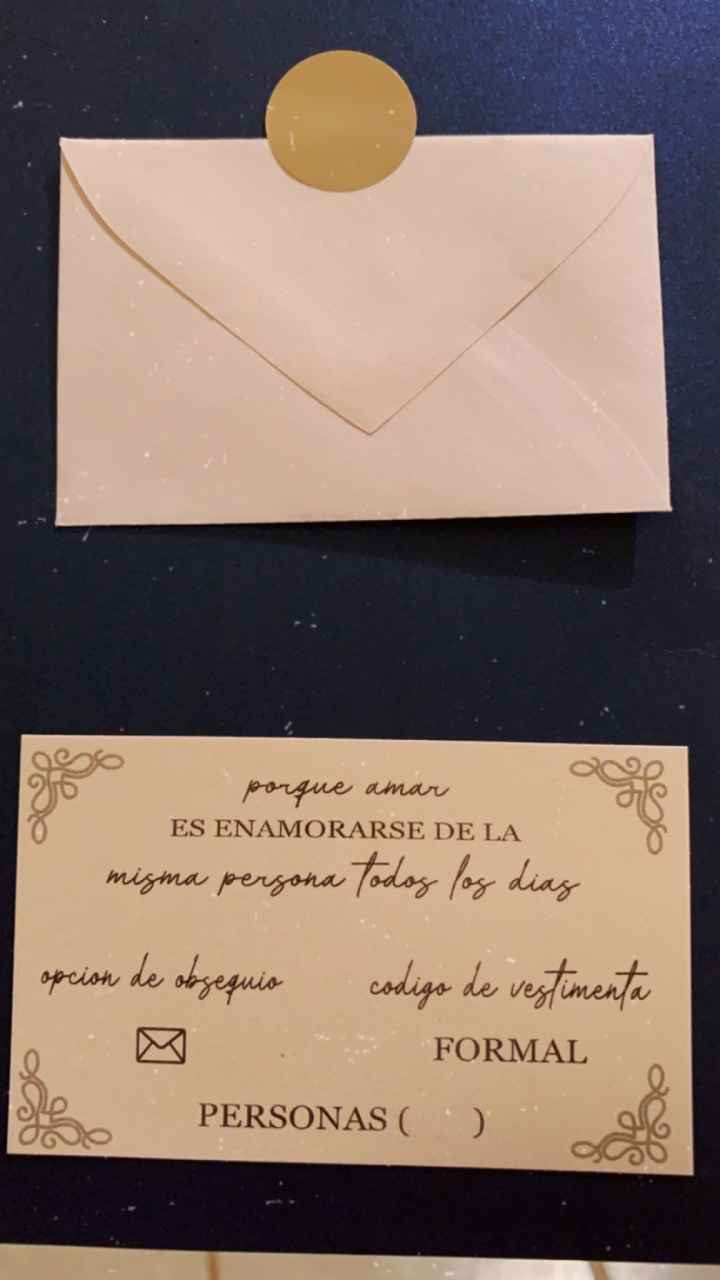 porque amar
ES ENAMORARSE DE LA
misma persona todos los dias
opcion de obsequio
codigo de vestimenta
FORMAL
PERSONAS ( )